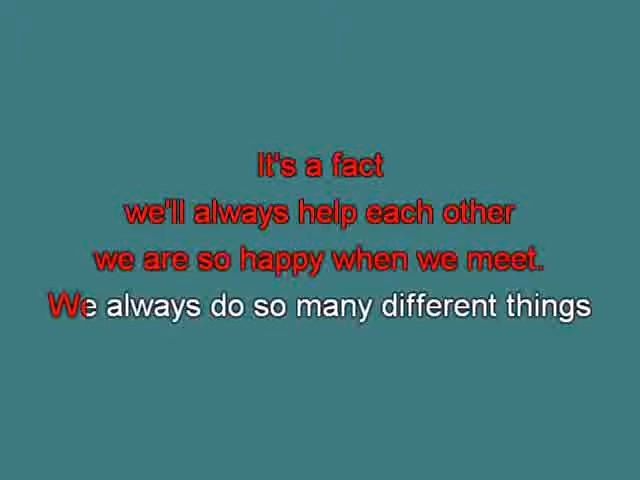 It's a fact
we'll always help each other
we are so happy when we meet.
We always do so many different things